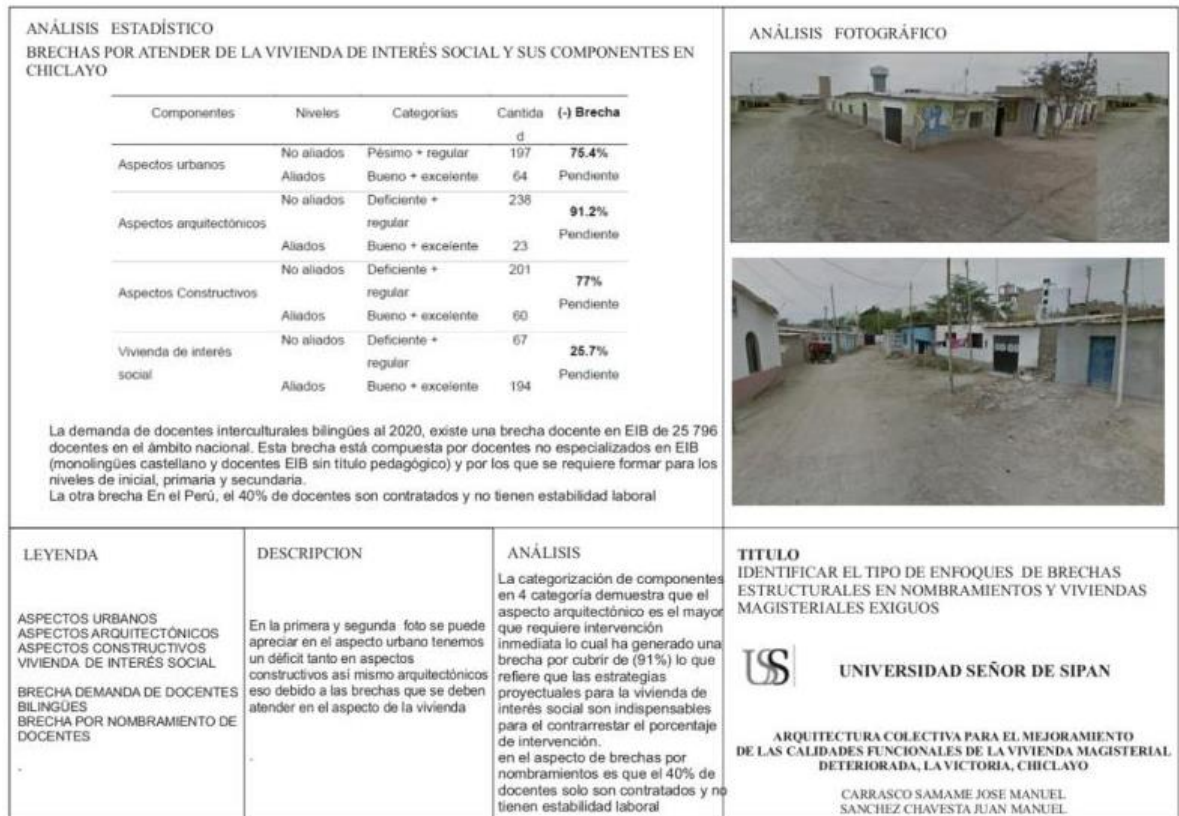 ANÁLISIS ESTADÍSTICO
BRECHAS POR ATENDER DE LA VIVIENDA DE INTERÉS SOCIAL Y SUS COMPONENTES EN
CHICLAYO
Componentes Niveles Categorías Cantida (-) Brecha
d
Aspectos urbanos No aliados Pésimo + regular 197 75.4%
Aliados Bueno + excelente 64 Pendiente
Aspectos arquitectónicos No aliados Deficiente + 238 91.2%
regular
Pendiente
Aliados Bueno + excelente 23
Aspectos Constructivos No aliados Deficiente + 201 77%
regular
Pendiente
Aliados Bueno + excelente 60
Vivienda de interés No aliados Deficiente + 67 25.7%
social regular
Pendiente
Aliados Bueno + excelente 194
La demanda de docentes interculturales bilingües al 2020, existe una brecha docente en EIB de 25 796
docentes en el ámbito nacional. Esta brecha está compuesta por docentes no especializados en EIB
(monolingües castellano y docentes EIB sin título pedagógico) y por los que se requiere formar para los
niveles de inicial, primaria y secundaria.
La otra brecha En el Perú, el 40% de docentes son contratados y no tienen estabilidad laboral
ANÁLISIS FOTOGRÁFICO
LEYENDA
ASPECTOS URBANOS
ASPECTOS ARQUITECTÓNICOS
ASPECTOS CONSTRUCTIVOS
VIVIENDA DE INTERÉS SOCIAL
BRECHA DEMANDA DE DOCENTES
BILINGÜES
BRECHA POR NOMBRAMIENTO DE
DOCENTES
.
DESCRIPCION
En la primera y segunda foto se puede
apreciar en el aspecto urbano tenemos
un déficit tanto en aspectos
constructivos así mismo arquitectónicos
eso debido a las brechas que se deben
atender en el aspecto de la vivienda
.
ANÁLISIS
La categorización de componentes
en 4 categoría demuestra que el
aspecto arquitectónico es el mayor
que requiere intervención
inmediata lo cual ha generado una
brecha por cubrir de (91%) lo que
refiere que las estrategias
proyectuales para la vivienda de
interés social son indispensables
para el contrarrestar el porcentaje
de intervención.
en el aspecto de brechas por
nombramientos es que el 40% de
docentes solo son contratados y no
tienen estabilidad laboral
TITULO
IDENTIFICAR EL TIPO DE ENFOQUES DE BRECHAS
ESTRUCTURALES EN NOMBRAMIENTOS Y VIVIENDAS
MAGISTERIALES EXIGUOS
USS UNIVERSIDAD SEÑOR DE SIPAN
ARQUITECTURA COLECTIVA PARA EL MEJORAMIENTO
DE LAS CALIDADES FUNCIONALES DE LA VIVIENDA MAGISTERIAL
DETERIORADA, LA VICTORIA, CHICLAYO
CARRASCO SAMAME JOSE MANUEL
SANCHEZ CHAVESTA JUAN MANUEL